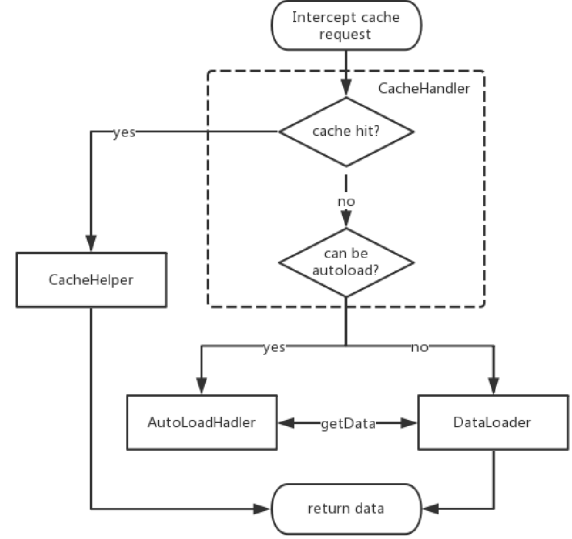 Intercept cache
request
CacheHandler
cache hit?
yes
no
can be
autoload?
CacheHelper
yes
no
AutoLoadHadler
getData
DataLoader
return data